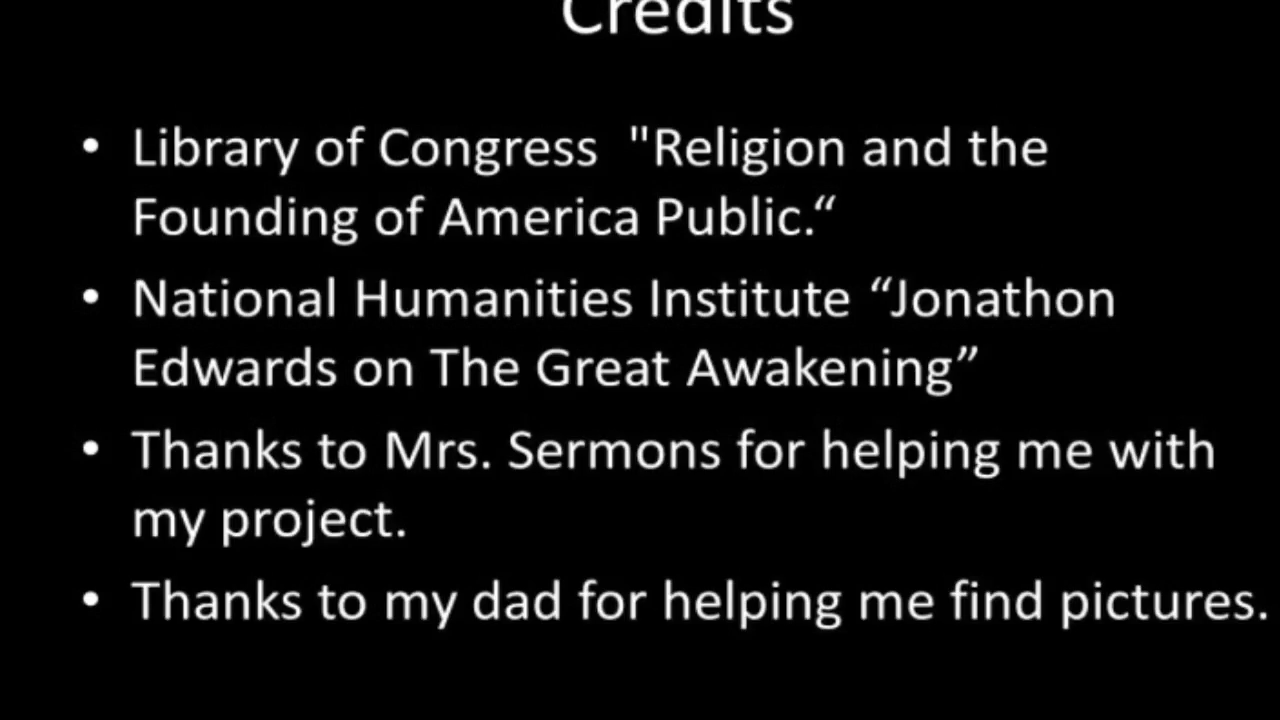 Credits
• Library of Congress  "Religion and the
Founding of America Public.“
• National Humanities Institute “Jonathon
Edwards on The Great Awakening”
• Thanks to Mrs. Sermons for helping me with
my project.
• Thanks to my dad for helping me find pictures.